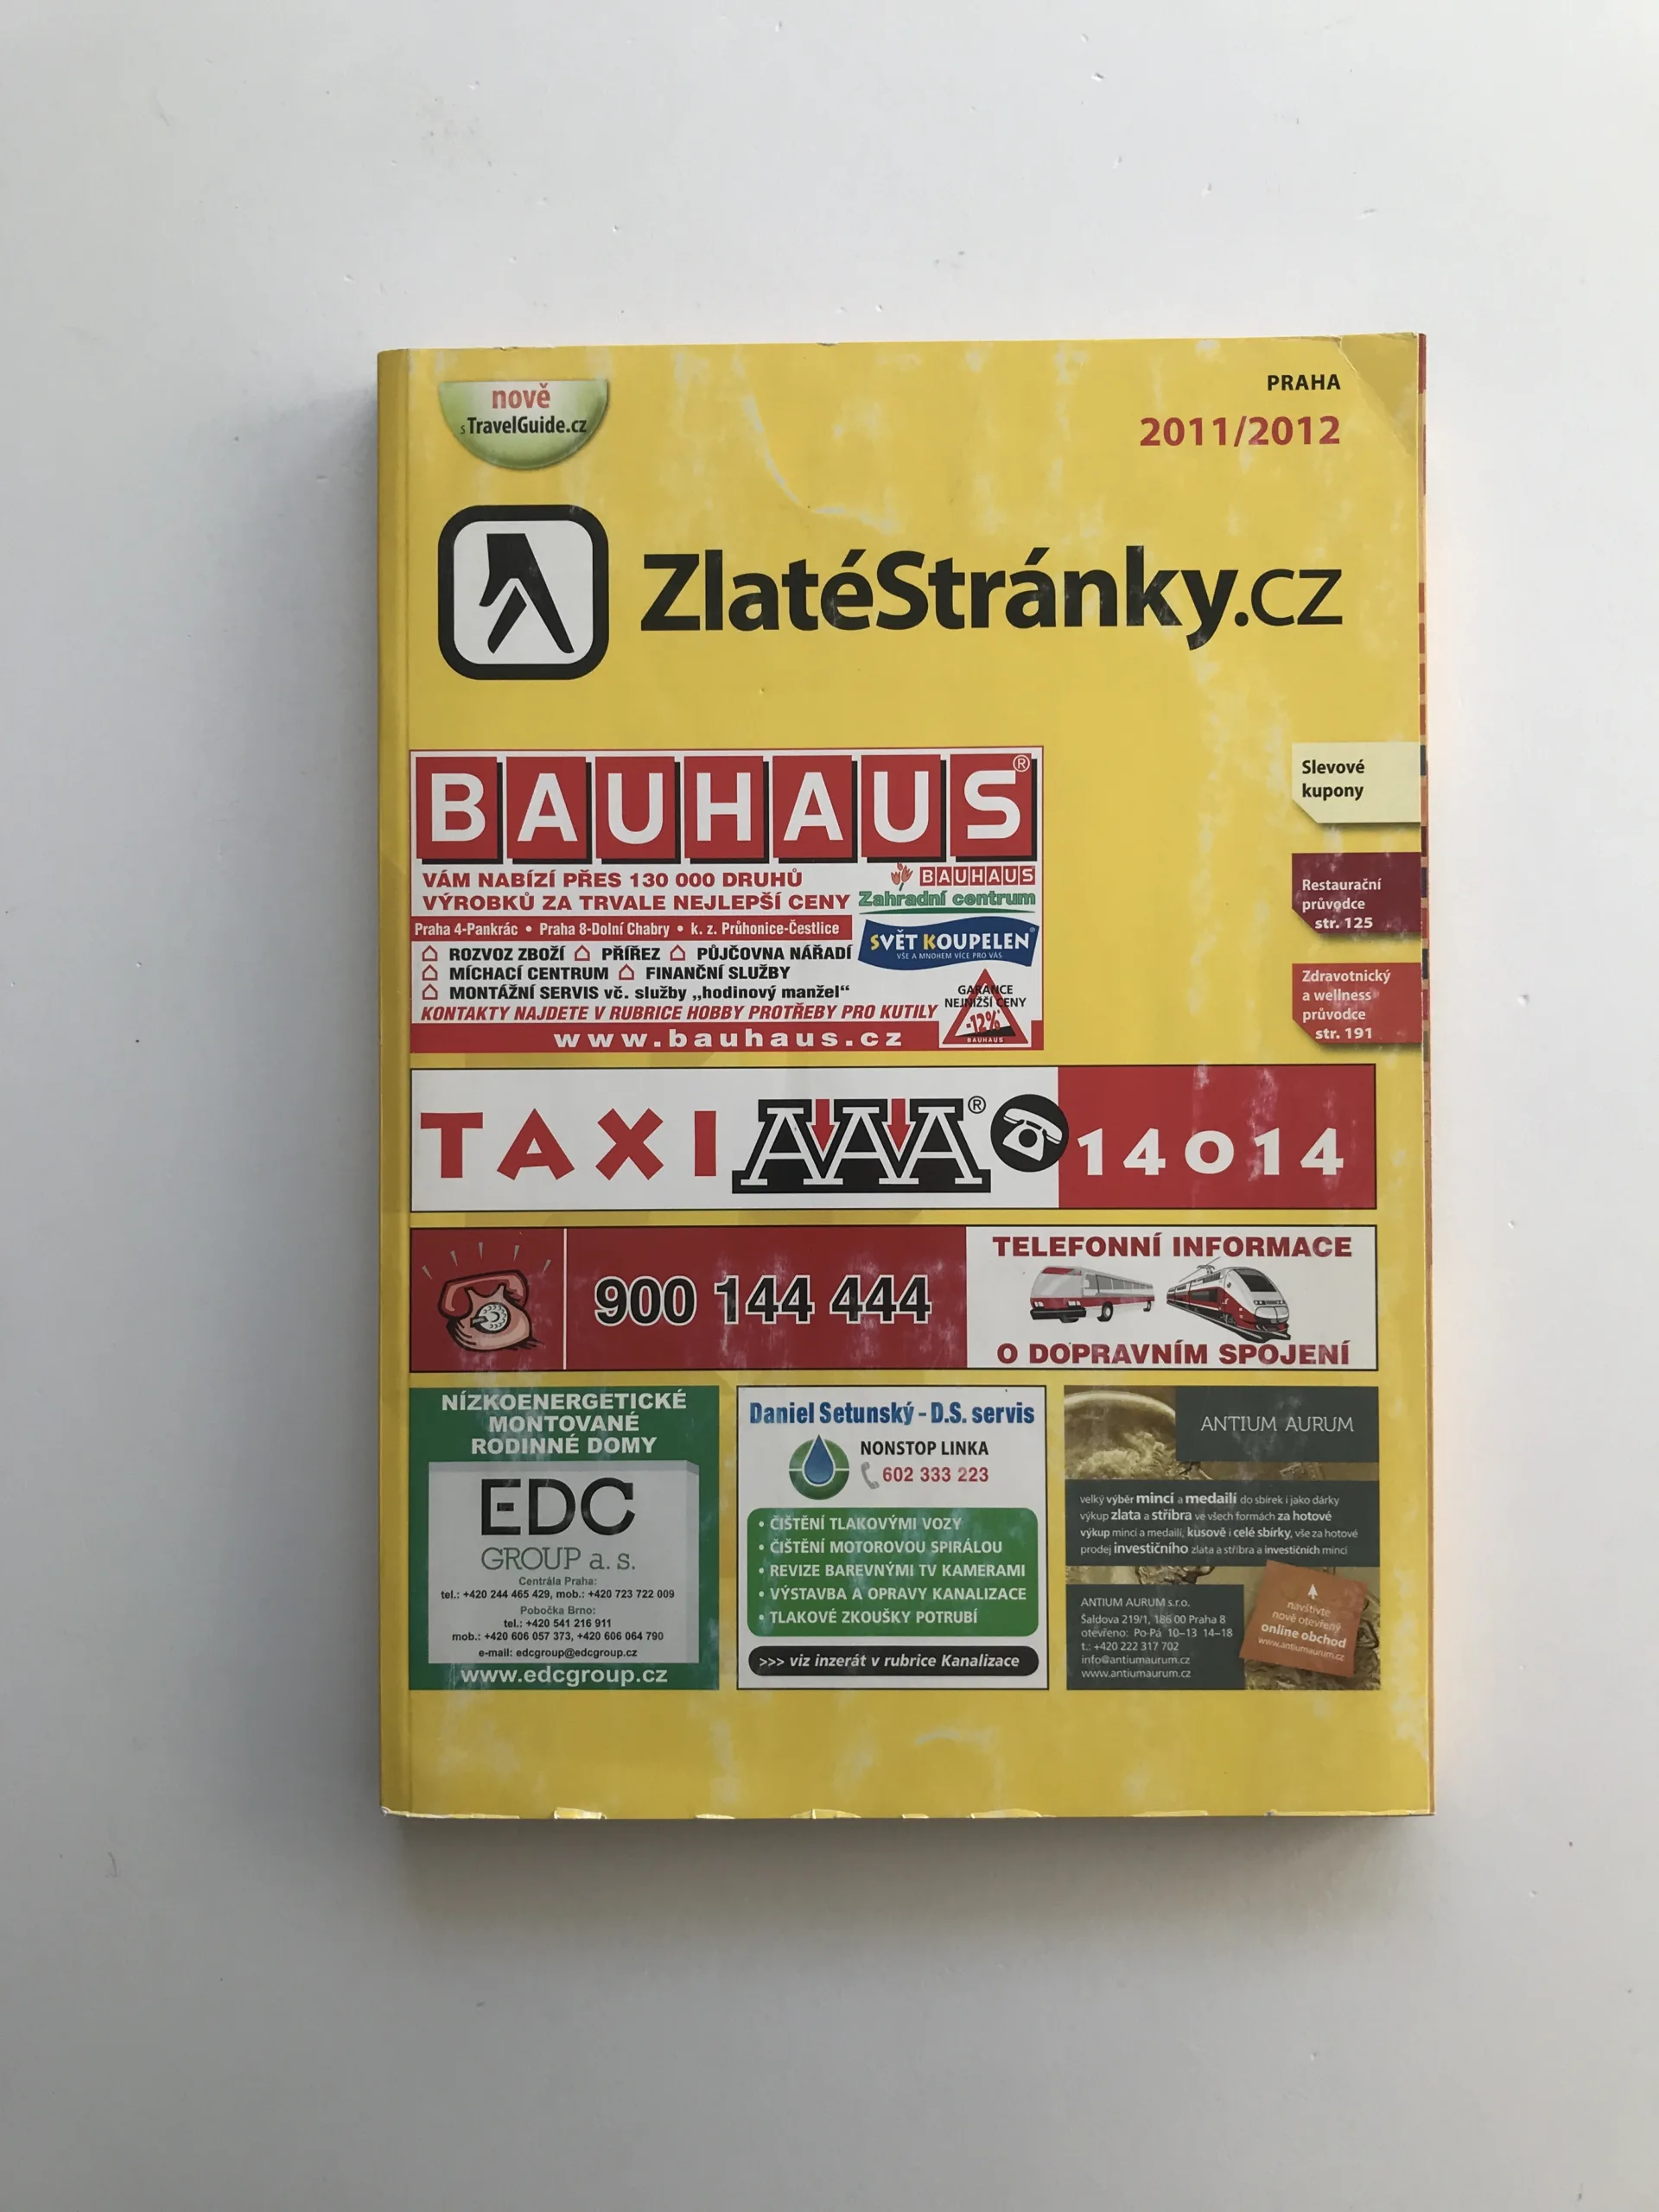 nově
s TravelGuide.cz
PRAHA
2011/2012
ZlatéStránky.cz
BAUHAUS®
VÁM NABÍZÍ PŘES 130 000 DRUHŮ
VÝROBKŮ ZA TRVALE NEJLEPŠÍ CENY
BAUHAUS
Zahradní centrum
Praha 4-Pankrác • Praha 8-Dolní Chabry • k. z. Průhonice-Čestlice
SVĚT KOUPELEN
VŠE A MNOHEM VÍCE PRO VÁS
ROZVOZ ZBOŽÍ PŘÍŘEZ PŮJČOVNA NÁŘADÍ
MÍCHACÍ CENTRUM FINANČNÍ SLUŽBY
MONTÁŽNÍ SERVIS vč. služby „hodinový manžel“
KONTAKTY NAJDETE V RUBRICE HOBBY PROTŘEBY PRO KUTILY
GARANCE
NEJNIŽŠÍ CENY
-12%
BAUHAUS
www.bauhaus.cz
Slevové
kupony
Restaurační
průvodce
str. 125
Zdravotnický
a wellness
průvodce
str. 191
TAXI AAA® 14014
900 144 444
TELEFONNÍ INFORMACE
O DOPRAVNÍM SPOJENÍ
NÍZKOENERGETICKÉ
MONTOVANÉ
RODINNÉ DOMY
EDC
GROUP a. s.
Centrála Praha:
tel.: +420 244 465 429, mob.: +420 723 722 009
Pobočka Brno:
tel.: +420 541 216 911
mob.: +420 606 057 373, +420 606 064 790
e-mail: edcgroup@edcgroup.cz
www.edcgroup.cz
Daniel Setunský - D.S. servis
NONSTOP LINKA
602 333 223
• ČIŠTĚNÍ TLAKOVÝMI VOZY
• ČIŠTĚNÍ MOTOROVOU SPIRÁLOU
• REVIZE BAREVNÝMI TV KAMERAMI
• VÝSTAVBA A OPRAVY KANALIZACE
• TLAKOVÉ ZKOUŠKY POTRUBÍ
>>> viz inzerát v rubrice Kanalizace
ANTIUM AURUM
velký výběr mincí a medailí do sbírek i jako dárky
výkup zlata a stříbra ve všech formách za hotové
výkup mincí a medailí, kusově i celé sbírky, vše za hotové
prodej investičního zlata a stříbra a investičních mincí
ANTIUM AURUM s.r.o.
Šaldova 219/1, 186 00 Praha 8
otevřeno: Po-Pá 10–13 14–18
t.: +420 222 317 702
info@antiumaurum.cz
www.antiumaurum.cz
navštivte
nově otevřený
online obchod
www.antiumaurum.cz